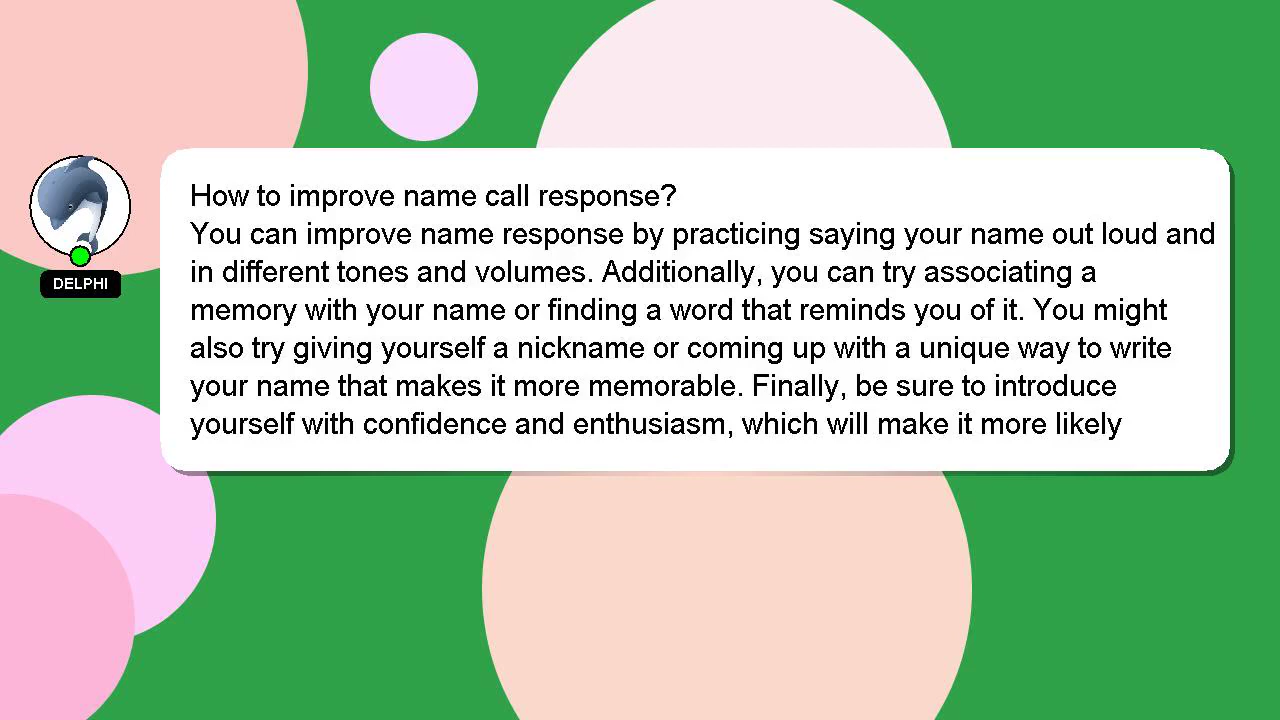 DELPHI
How to improve name call response?
You can improve name response by practicing saying your name out loud and
in different tones and volumes. Additionally, you can try associating a
memory with your name or finding a word that reminds you of it. You might
also try giving yourself a nickname or coming up with a unique way to write
your name that makes it more memorable. Finally, be sure to introduce
yourself with confidence and enthusiasm, which will make it more likely